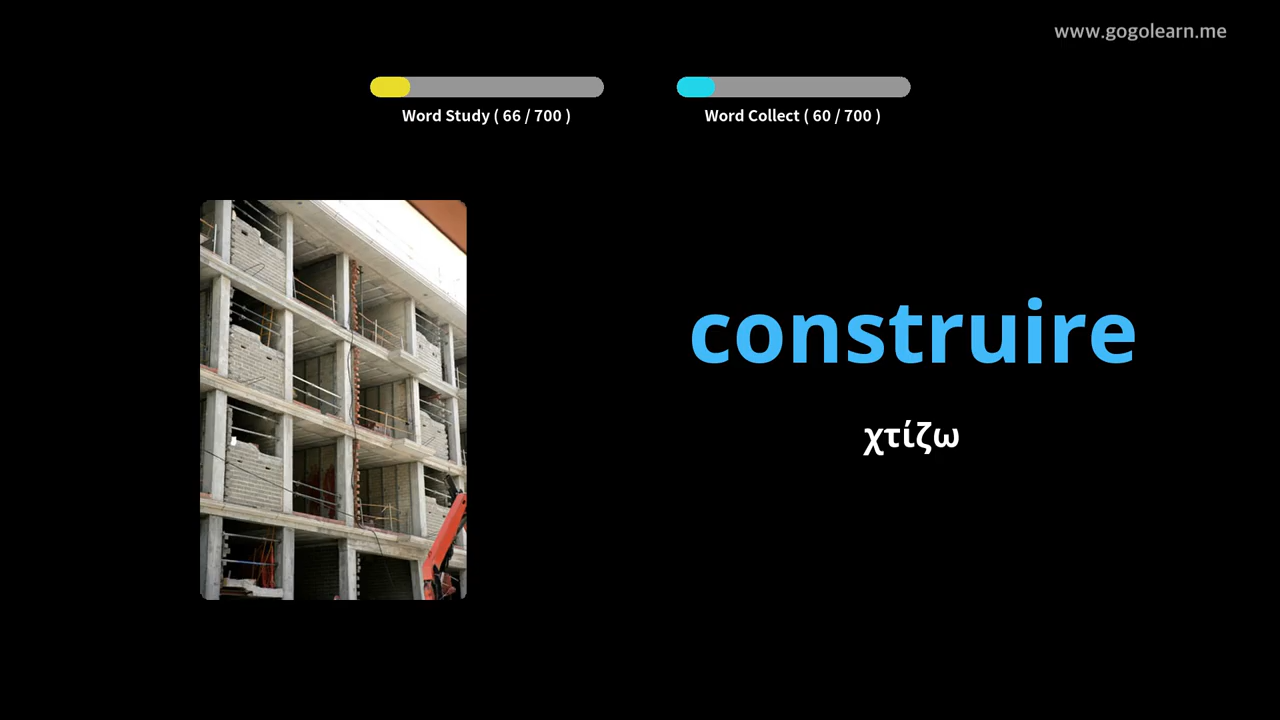 www.gogolearn.me
Word Study ( 66 / 700 )
Word Collect ( 60 / 700 )
construire
χτίζω